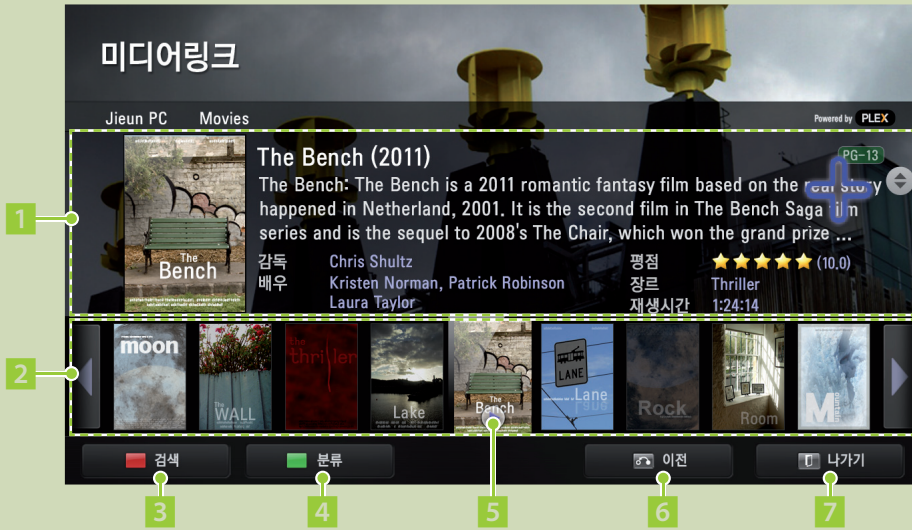 미디어링크
Jieun PC Movies
Powered by PLEX
The Bench (2011)
PG-13
The Bench: The Bench is a 2011 romantic fantasy film based on the real story
happened in Netherland, 2001. It is the second film in The Bench Saga film
series and is the sequel to 2008's The Chair, which won the grand prize ...
The
Bench
감독 Chris Shultz
배우 Kristen Norman, Patrick Robinson
Laura Taylor
평점 (10.0)
장르 Thriller
재생시간 1:24:14
1
2
moon
The
WALL
the
thriller
Lake
The
Bench
LANE
Lane
Rock
Room
M
검색
분류
이전
나가기
3
4
5
6
7